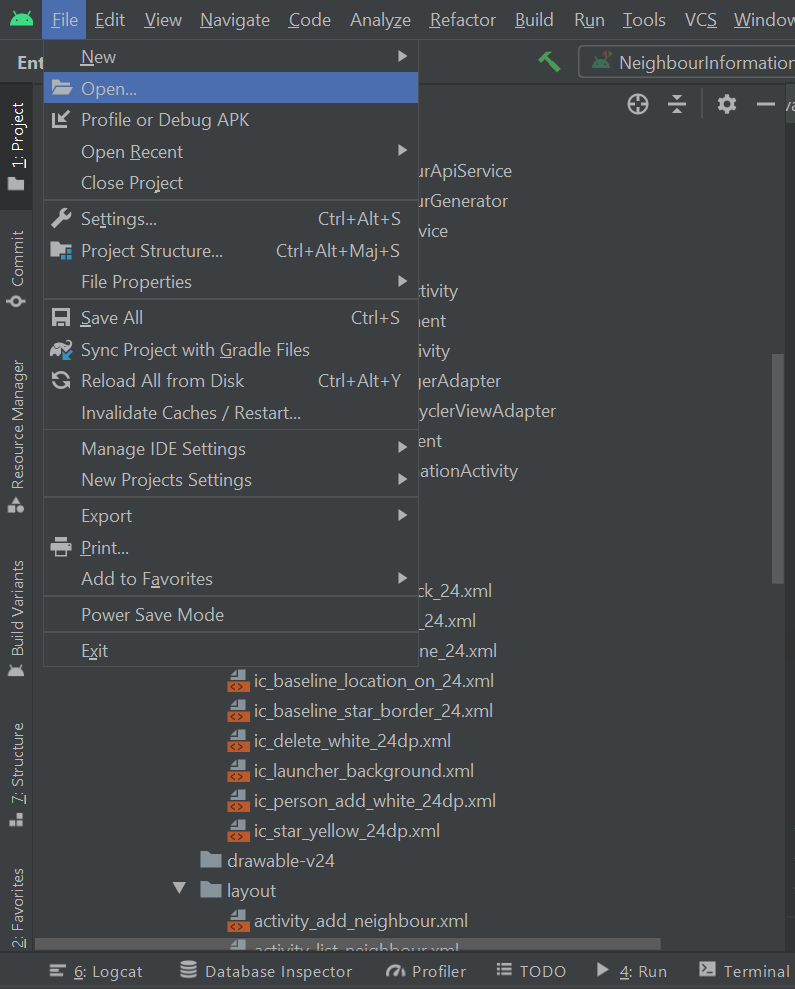 File Edit View Navigate Code Analyze Refactor Build Run Tools VCS Window
Ent
NeighbourInformation
1: Project
Commit
Resource Manager
Build Variants
7: Structure
2: Favorites
New
Open...
Profile or Debug APK
Open Recent
Close Project
Settings... Ctrl+Alt+S
Project Structure... Ctrl+Alt+Maj+S
File Properties
Save All Ctrl+S
Sync Project with Gradle Files
Reload All from Disk Ctrl+Alt+Y
Invalidate Caches / Restart...
Manage IDE Settings
New Projects Settings
Export
Print...
Add to Favorites
Power Save Mode
Exit
urApiService
urGenerator
vice
tivity
ent
ivity
gerAdapter
yclerViewAdapter
ent
ationActivity
ck_24.xml
_24.xml
ne_24.xml
ic_baseline_location_on_24.xml
ic_baseline_star_border_24.xml
ic_delete_white_24dp.xml
ic_launcher_background.xml
ic_person_add_white_24dp.xml
ic_star_yellow_24dp.xml
drawable-v24
layout
activity_add_neighbour.xml
activity_list_neighbour.xml
6: Logcat Database Inspector Profiler TODO 4: Run Terminal